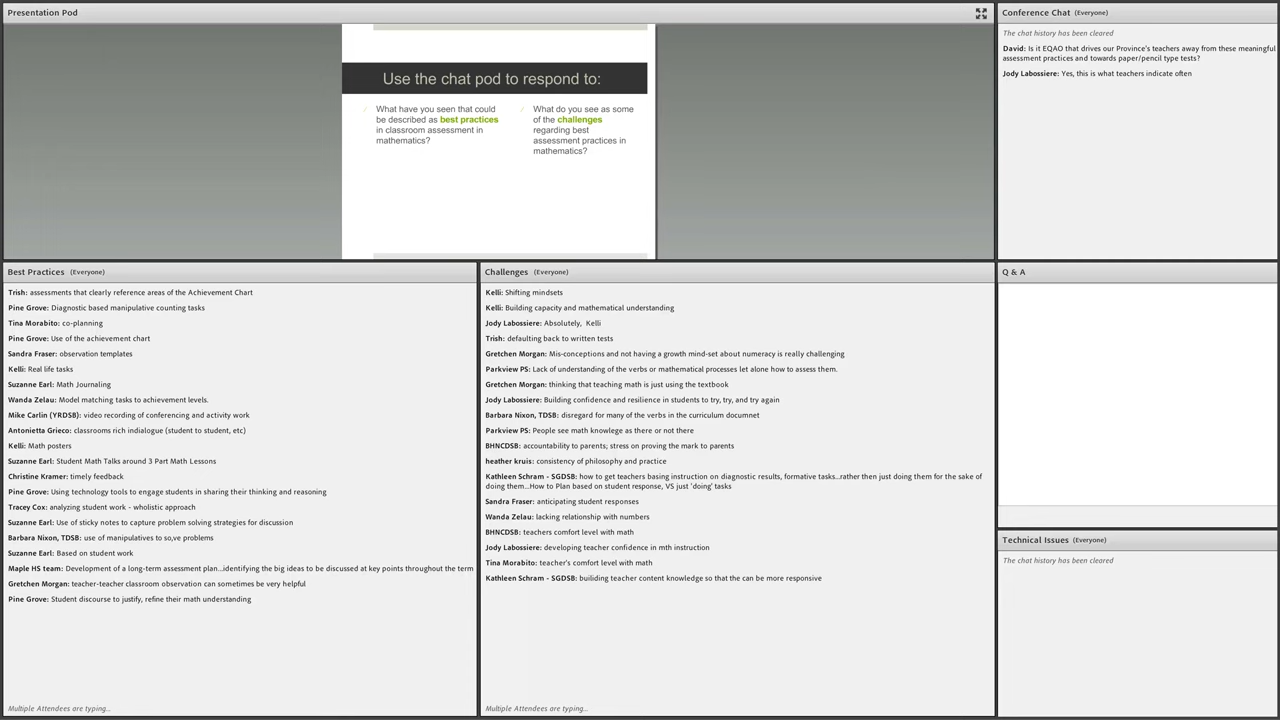 Presentation Pod
Use the chat pod to respond to:
What have you seen that could
be described as best practices
in classroom assessment in
mathematics?
What do you see as some
of the challenges
regarding best
assessment practices in
mathematics?
Conference Chat (Everyone)
The chat history has been cleared
David: Is it EQAO that drives our Province's teachers away from these meaningful
assessment practices and towards paper/pencil type tests?
Jody Labossiere: Yes, this is what teachers indicate often
Best Practices (Everyone)
Trish: assessments that clearly reference areas of the Achievement Chart
Pine Grove: Diagnostic based manipulative counting tasks
Tina Morabito: co-planning
Pine Grove: Use of the achievement chart
Sandra Fraser: observation templates
Kelli: Real life tasks
Suzanne Earl: Math Journaling
Wanda Zelau: Model matching tasks to achievement levels.
Mike Carlin (YRDSB): video recording of conferencing and activity work
Antonietta Grieco: classrooms rich indialogue (student to student, etc)
Kelli: Math posters
Suzanne Earl: Student Math Talks around 3 Part Math Lessons
Christine Kramer: timely feedback
Pine Grove: Using technology tools to engage students in sharing their thinking and reasoning
Tracey Cox: analyzing student work - wholistic approach
Suzanne Earl: Use of sticky notes to capture problem solving strategies for discussion
Barbara Nixon, TDSB: use of manipulatives to so,ve problems
Suzanne Earl: Based on student work
Maple HS team: Development of a long-term assessment plan...identifying the big ideas to be discussed at key points throughout the term
Gretchen Morgan: teacher-teacher classroom observation can sometimes be very helpful
Pine Grove: Student discourse to justify, refine their math understanding
Multiple Attendees are typing...
Challenges (Everyone)
Kelli: Shifting mindsets
Kelli: Building capacity and mathematical understanding
Jody Labossiere: Absolutely, Kelli
Trish: defaulting back to written tests
Gretchen Morgan: Mis-conceptions and not having a growth mind-set about numeracy is really challenging
Parkview PS: Lack of understanding of the verbs or mathematical processes let alone how to assess them.
Gretchen Morgan: thinking that teaching math is just using the textbook
Jody Labossiere: Building confidence and resilience in students to try, try, and try again
Barbara Nixon, TDSB: disregard for many of the verbs in the curriculum documnet
Parkview PS: People see math knowlege as there or not there
BHNCDSB: accountability to parents; stress on proving the mark to parents
heather kruis: consistency of philosophy and practice
Kathleen Schram - SGDSB: how to get teachers basing instruction on diagnostic results, formative tasks...rather then just doing them for the sake of
doing them...How to Plan based on student response, VS just 'doing' tasks
Sandra Fraser: anticipating student responses
Wanda Zelau: lacking relationship with numbers
BHNCDSB: teachers comfort level with math
Jody Labossiere: developing teacher confidence in mth instruction
Tina Morabito: teacher's comfort level with math
Kathleen Schram - SGDSB: builiding teacher content knowledge so that the can be more responsive
Multiple Attendees are typing...
Q & A
Technical Issues (Everyone)
The chat history has been cleared